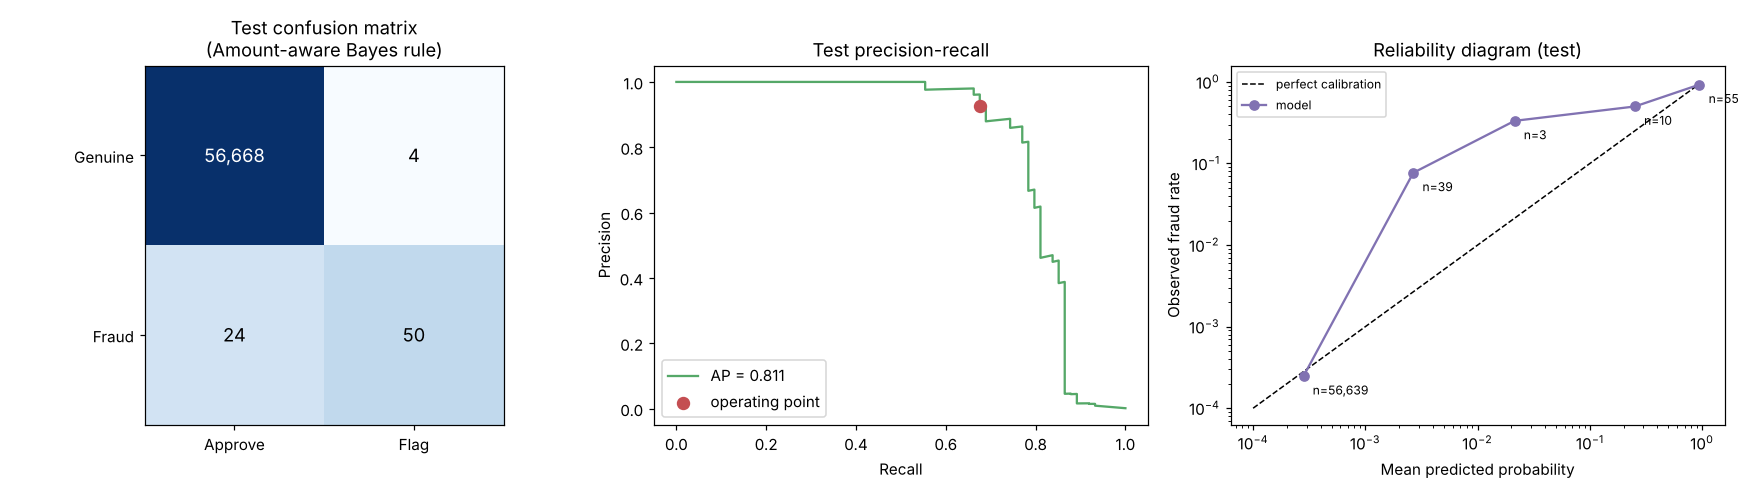 Test confusion matrix
(Amount-aware Bayes rule)
Genuine
Fraud
56,668
4
24
50
Approve
Flag
Test precision-recall
Precision
1.0
0.8
0.6
0.4
0.2
0.0
AP = 0.811
operating point
0.0
0.2
0.4
0.6
0.8
1.0
Recall
Reliability diagram (test)
Observed fraud rate
10⁰
10⁻¹
10⁻²
10⁻³
10⁻⁴
perfect calibration
model
n=55
n=10
n=3
n=39
n=56,639
10⁻⁴
10⁻³
10⁻²
10⁻¹
10⁰
Mean predicted probability